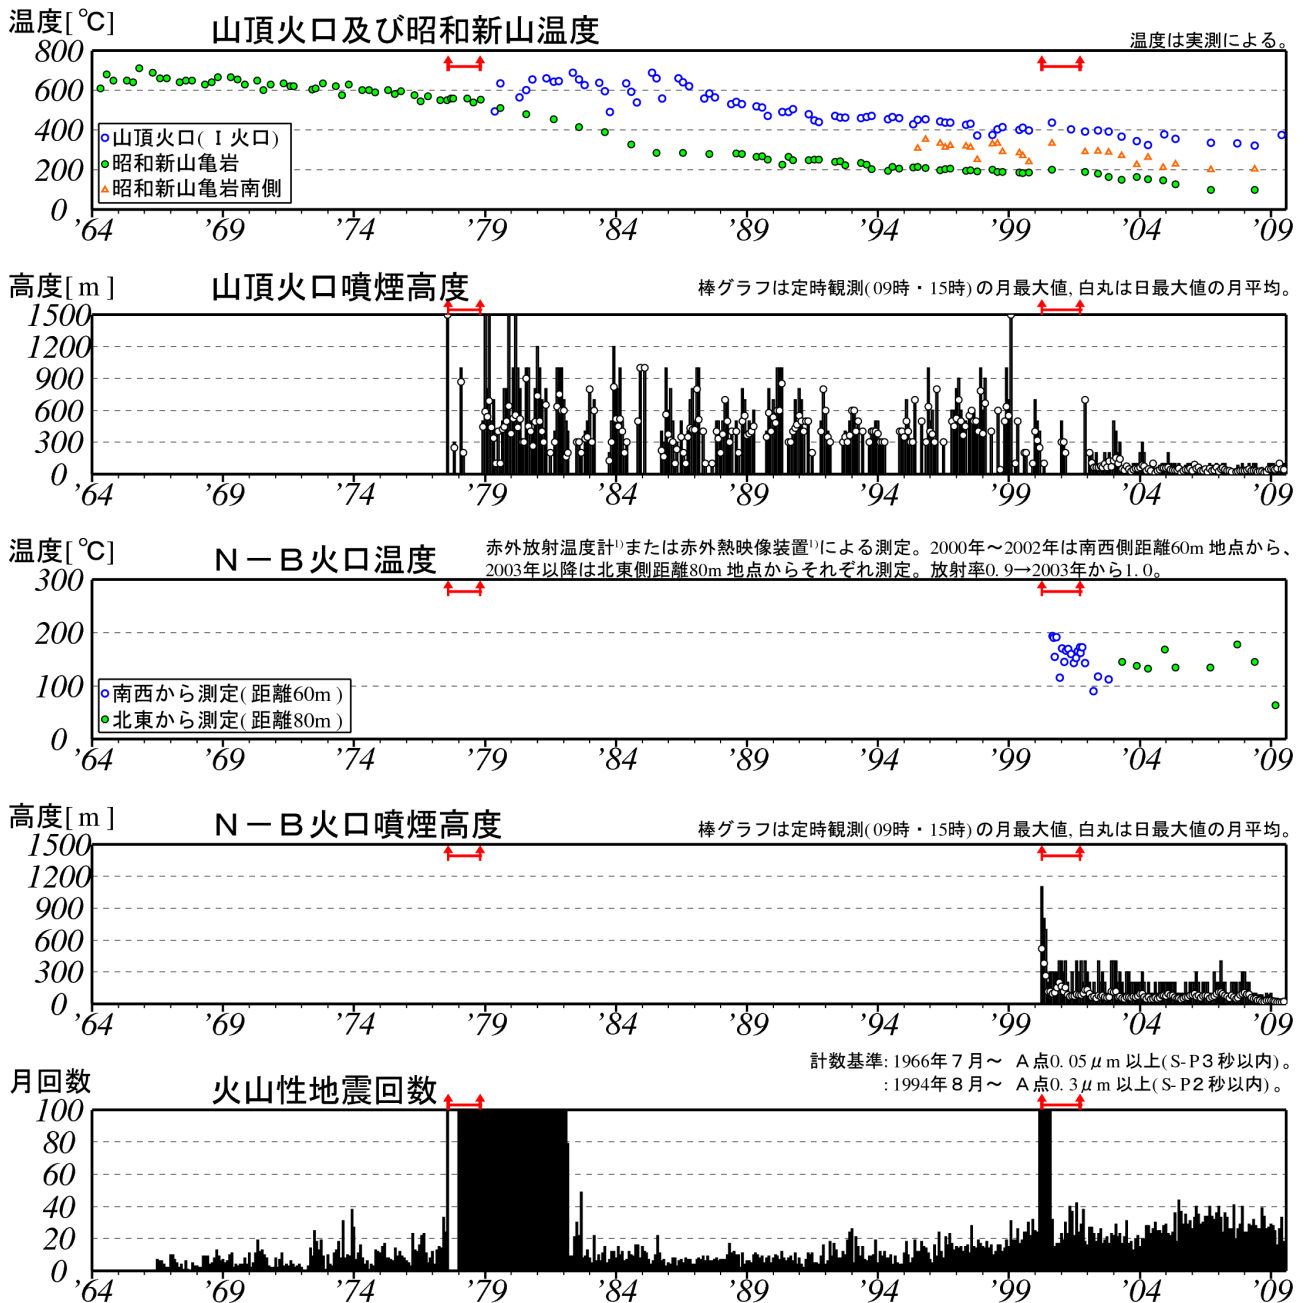 温度[℃]
山頂火口及び昭和新山温度
温度は実測による。
800
600
400
200
0
山頂火口(Ⅰ火口)
昭和新山亀岩
昭和新山亀岩南側
'64 '69 '74 '79 '84 '89 '94 '99 '04 '09
高度[m]
山頂火口噴煙高度
棒グラフは定時観測(09時・15時)の月最大値,白丸は日最大値の月平均。
1500
1200
900
600
300
0
'64 '69 '74 '79 '84 '89 '94 '99 '04 '09
温度[℃]
N－B火口温度
赤外放射温度計1)または赤外熱映像装置1)による測定。2000年～2002年は南西側距離60m地点から、
2003年以降は北東側距離80m地点からそれぞれ測定。放射率0.9→2003年から1.0。
300
200
100
0
南西から測定(距離60m)
北東から測定(距離80m)
'64 '69 '74 '79 '84 '89 '94 '99 '04 '09
高度[m]
N－B火口噴煙高度
棒グラフは定時観測(09時・15時)の月最大値,白丸は日最大値の月平均。
1500
1200
900
600
300
0
'64 '69 '74 '79 '84 '89 '94 '99 '04 '09
計数基準:1966年7月～ A点0.05μm以上(S-P3秒以内)。
:1994年8月～ A点0.3μm以上(S-P2秒以内)。
月回数
火山性地震回数
100
80
60
40
20
0
'64 '69 '74 '79 '84 '89 '94 '99 '04 '09